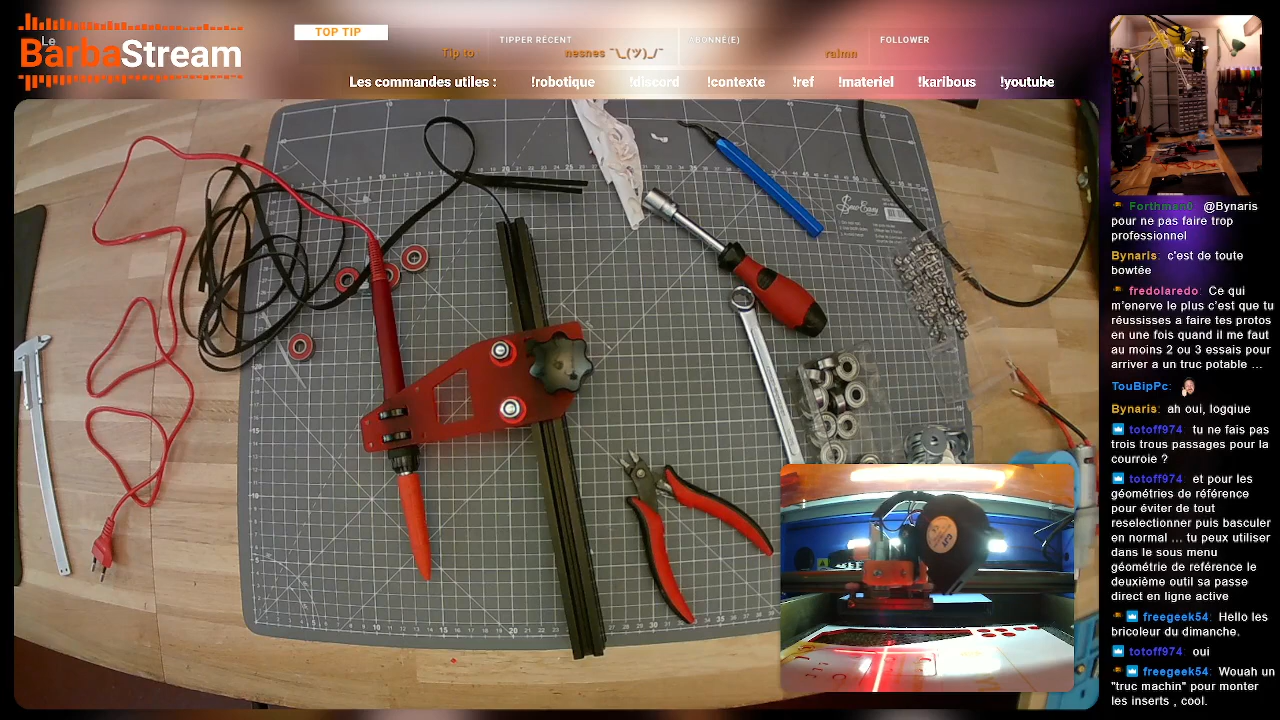 Le
BarbaStream
TOP TIP
Tip to
TIPPER RÉCENT
nesnes ¯\_(ツ)_/¯
ABONNÉ(E)
raimn
FOLLOWER
Les commandes utiles :
!robotique
!discord
!contexte
!ref
!materiel
!karibous
!youtube
Forthman0: @Bynaris
pour ne pas faire trop
professionnel
Bynaris: c'est de toute
bowtée
fredolaredo: Ce qui
m'enerve le plus c'est que tu
réussisses a faire tes protos
en une fois quand il me faut
au moins 2 ou 3 essais pour
arriver a un truc potable ...
TouBipPc:
Bynaris: ah oui, logqiue
totoff974: tu ne fais pas
trois trous passages pour la
courroie ?
totoff974: et pour les
géométries de référence
pour éviter de tout
reselectionner puis basculer
en normal ... tu peux utiliser
dans le sous menu
géométrie de reférence le
deuxième outil sa passe
direct en ligne active
freegeek54: Hello les
bricoleur du dimanche.
totoff974: oui
freegeek54: Wouah un
"truc machin" pour monter
les inserts , cool.